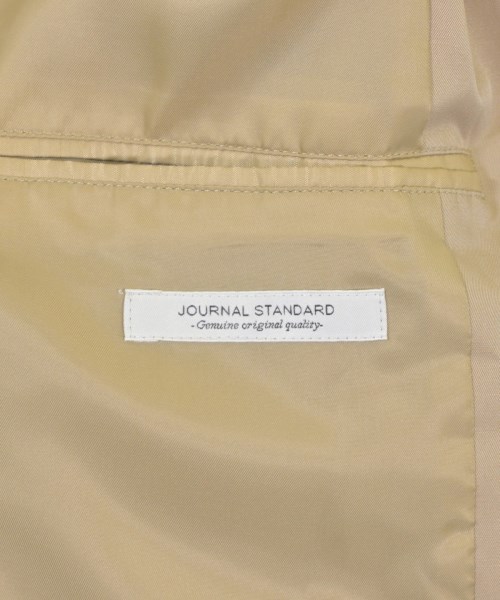 JOURNAL STANDARD
-Genuine original quality-